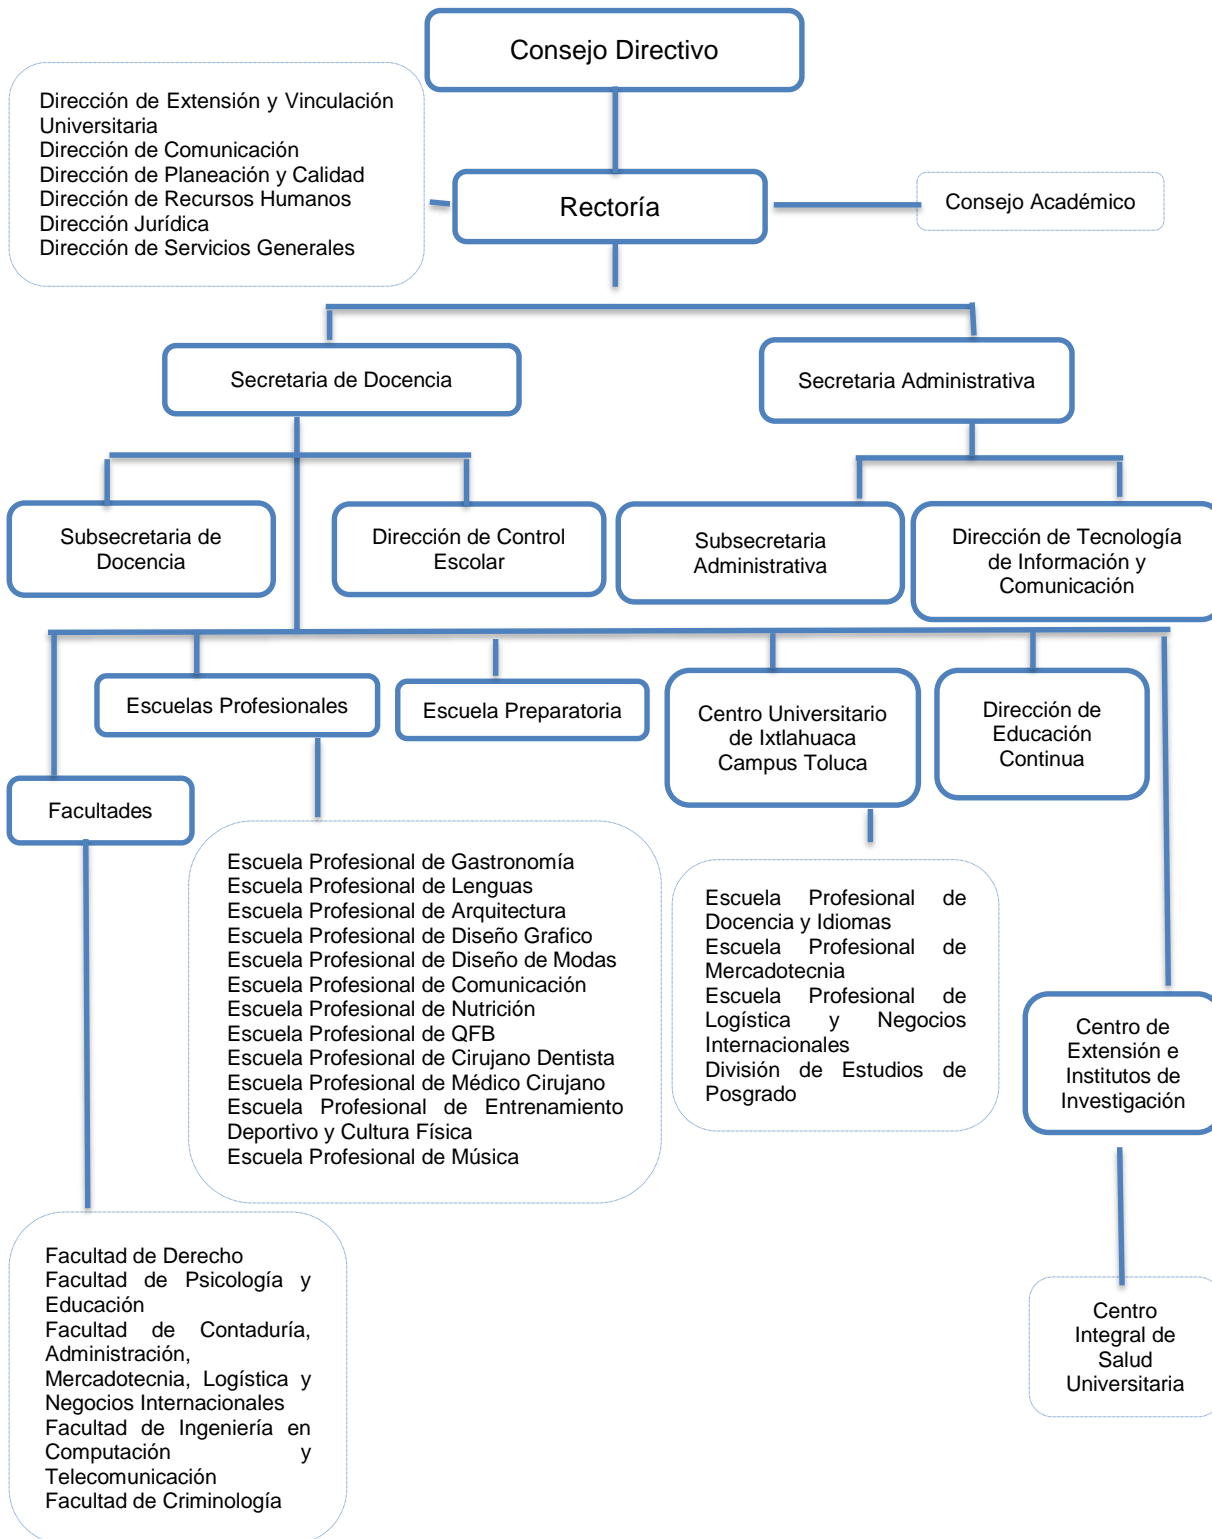 Consejo Directivo
Dirección de Extensión y Vinculación
Universitaria
Dirección de Comunicación
Dirección de Planeación y Calidad
Dirección de Recursos Humanos
Dirección Jurídica
Dirección de Servicios Generales
Rectoría
Consejo Académico
Secretaria de Docencia
Secretaria Administrativa
Subsecretaria de
Docencia
Dirección de Control
Escolar
Subsecretaria
Administrativa
Dirección de Tecnología
de Información y
Comunicación
Escuelas Profesionales
Escuela Preparatoria
Centro Universitario
de Ixtlahuaca
Campus Toluca
Dirección de
Educación
Continua
Facultades
Escuela Profesional de Gastronomía
Escuela Profesional de Lenguas
Escuela Profesional de Arquitectura
Escuela Profesional de Diseño Grafico
Escuela Profesional de Diseño de Modas
Escuela Profesional de Comunicación
Escuela Profesional de Nutrición
Escuela Profesional de QFB
Escuela Profesional de Cirujano Dentista
Escuela Profesional de Médico Cirujano
Escuela Profesional de Entrenamiento
Deportivo y Cultura Física
Escuela Profesional de Música
Escuela Profesional de
Docencia y Idiomas
Escuela Profesional de
Mercadotecnia
Escuela Profesional de
Logística y Negocios
Internacionales
División de Estudios de
Posgrado
Centro de
Extensión e
Institutos de
Investigación
Facultad de Derecho
Facultad de Psicología y
Educación
Facultad de Contaduría,
Administración,
Mercadotecnia, Logística y
Negocios Internacionales
Facultad de Ingeniería en
Computación y
Telecomunicación
Facultad de Criminología
Centro
Integral de
Salud
Universitaria